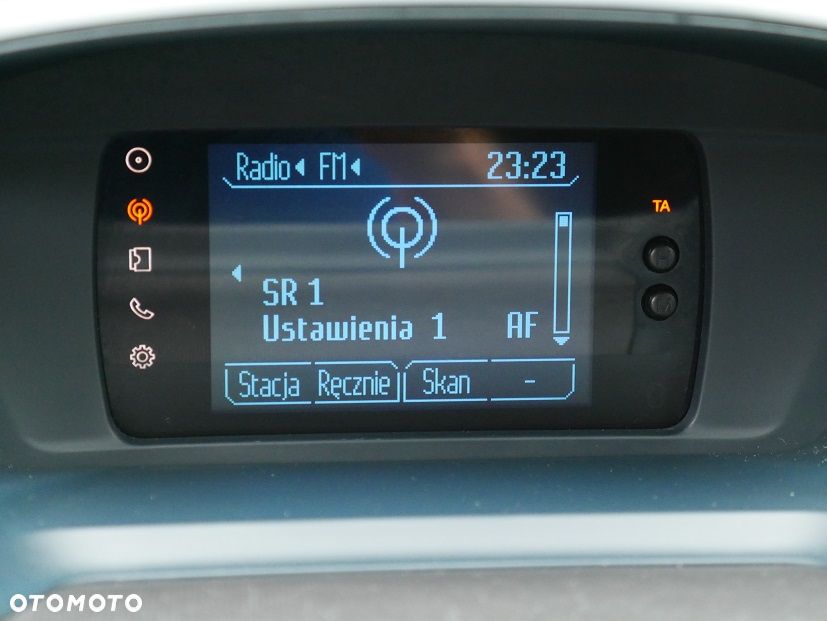 Radio FM 23:23
TA
SR 1
Ustawienia 1 AF
Stacja Ręcznie Skan -
OTOMOTO